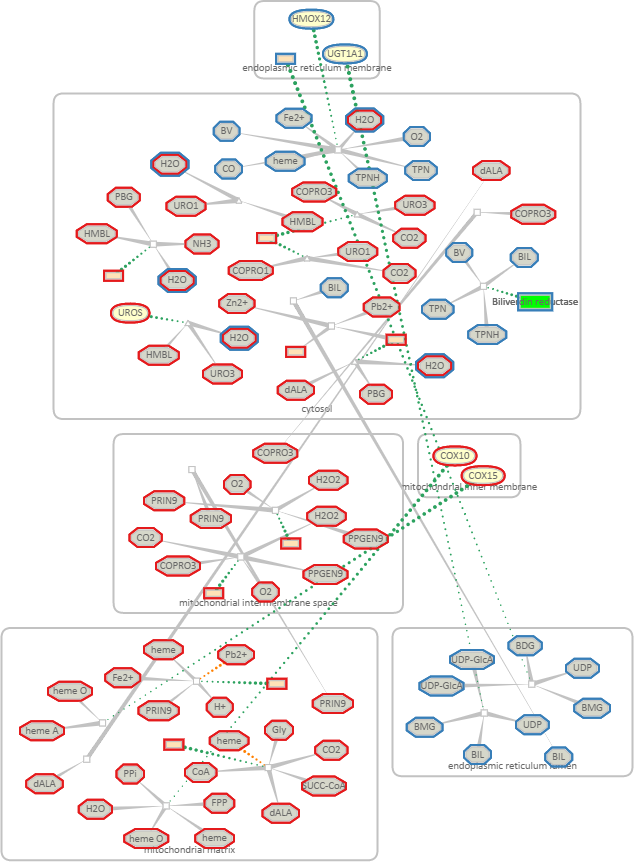 HMOX12
UGT1A1
endoplasmic reticulum membrane
Fe2+
H2O
BV
O2
H2O
CO
heme
TPNH
TPN
dALA
PBG
URO1
COPRO3
URO3
COPRO3
HMBL
HMBL
NH3
CO2
URO1
BV
BIL
COPRO1
CO2
H2O
BIL
Zn2+
Pb2+
TPN
Biliverdin reductase
UROS
H2O
TPNH
HMBL
URO3
H2O
dALA
PBG
cytosol
COPRO3
COX10
COX15
mitochondrial inner membrane
O2
H2O2
PRIN9
PRIN9
H2O2
CO2
PPGEN9
COPRO3
PPGEN9
O2
mitochondrial intermembrane space
heme
Pb2+
BDG
UDP-GlcA
UDP
Fe2+
UDP-GlcA
heme O
PRIN9
H+
PRIN9
BMG
heme A
Gly
BMG
UDP
heme
CO2
BIL
BIL
endoplasmic reticulum lumen
PPi
CoA
dALA
SUCC-CoA
H2O
FPP
dALA
heme O
heme
mitochondrial matrix